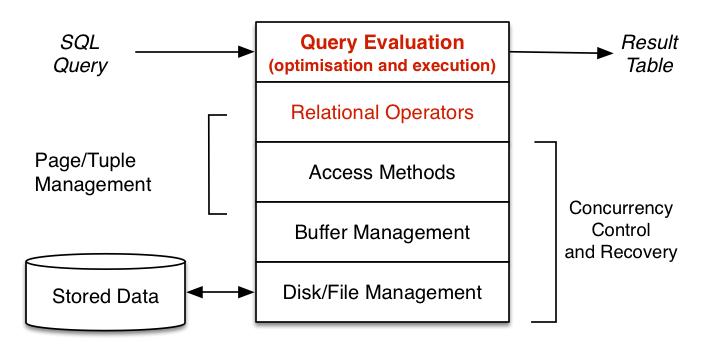 SQL
Query
Query Evaluation
(optimisation and execution)
Result
Table
Relational Operators
Page/Tuple
Management
Access Methods
Buffer Management
Concurrency
Control
and Recovery
Stored Data
Disk/File Management